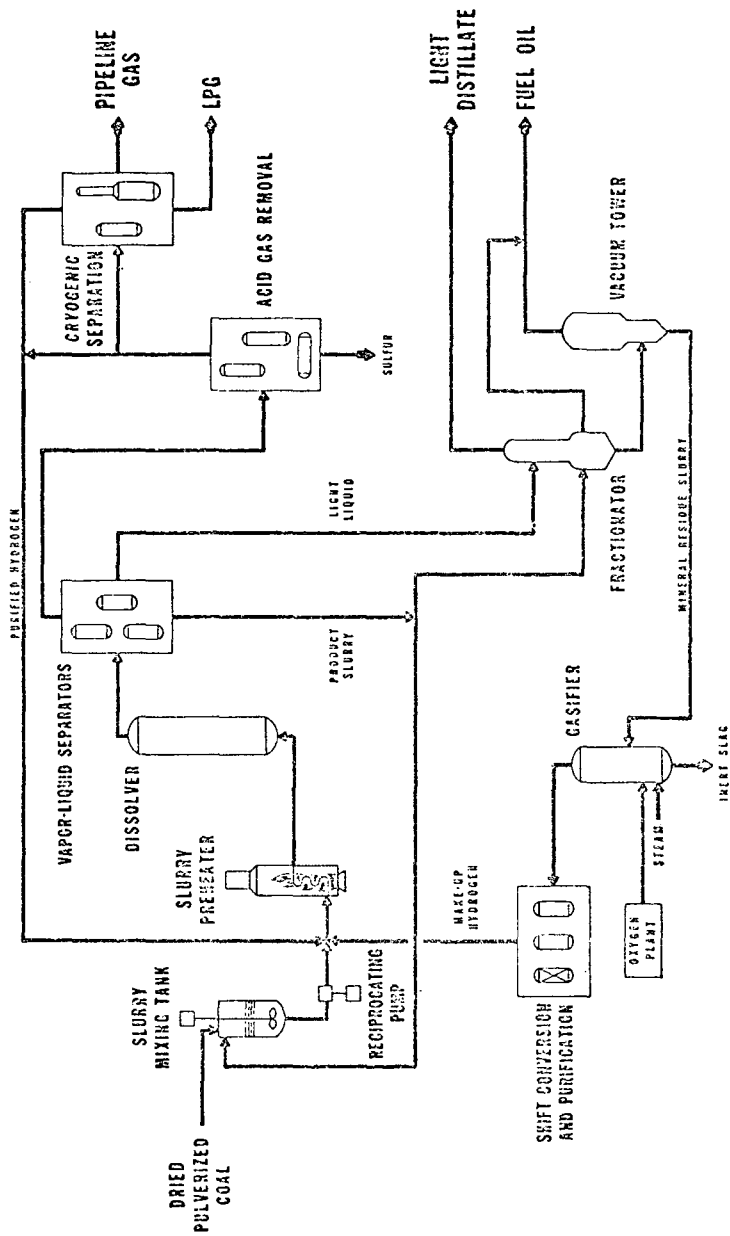 DRIED
PULVERIZED
COAL
SLURRY
MIXING TANK
RECIPROCATING
PUMP
SLURRY
PREHEATER
DISSOLVER
VAPOR-LIQUID SEPARATORS
PURIFIED HYDROGEN
CRYOGENIC
SEPARATION
PIPELINE
GAS
LPG
ACID GAS REMOVAL
SULFUR
LIGHT
LIQUID
PRODUCT
SLURRY
LIGHT
DISTILLATE
FUEL OIL
VACUUM TOWER
FRACTIONATOR
MINERAL RESIDUE SLURRY
MAKE-UP
HYDROGEN
GASIFIER
STEAM
OXYGEN
PLANT
INERT SLAG
SHIFT CONVERSION
AND PURIFICATION